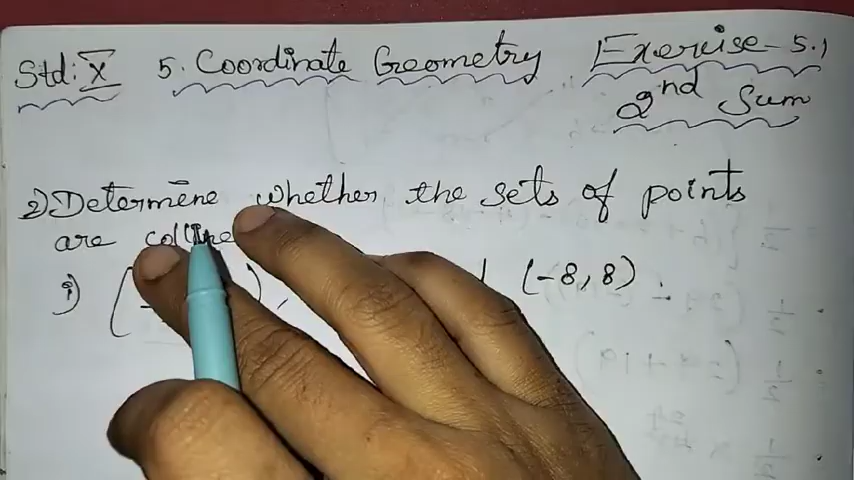 Std: X 5. Coordinate Geometry Exercise - 5.1
2nd Sum
2) Determine whether the sets of points
are
i) ( ) , (-8, 8) .